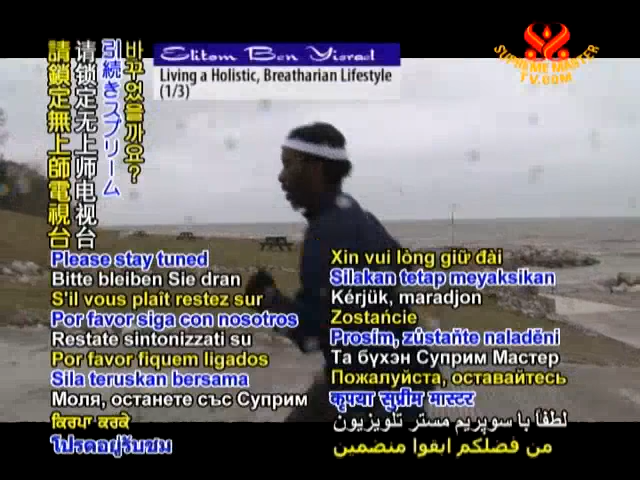 Elitom Ben Yisrael
Living a Holistic, Breatharian Lifestyle
(1/3)
SUPREME MASTER
TV.COM
바꾸었을까요?
引続きスプリーム
请锁定无上师电视台
請鎖定無上師電視台
Please stay tuned
Bitte bleiben Sie dran
S'il vous plaît restez sur
Por favor siga con nosotros
Restate sintonizzati su
Por favor fiquem ligados
Sila teruskan bersama
Моля, останете със Суприм
ਕਿਰਪਾ ਕਰਕੇ
โปรดอยู่รับชม
Xin vui lòng giữ đài
Silakan tetap meyaksikan
Kérjük, maradjon
Zostańcie
Prosím, zůstaňte naladěni
Та бүхэн Суприм Мастер
Пожалуйста, оставайтесь
कृपया सुप्रीम मास्टर
لطفاً با سوپریم مستر تلویزیون
من فضلكم ابقوا منضمين